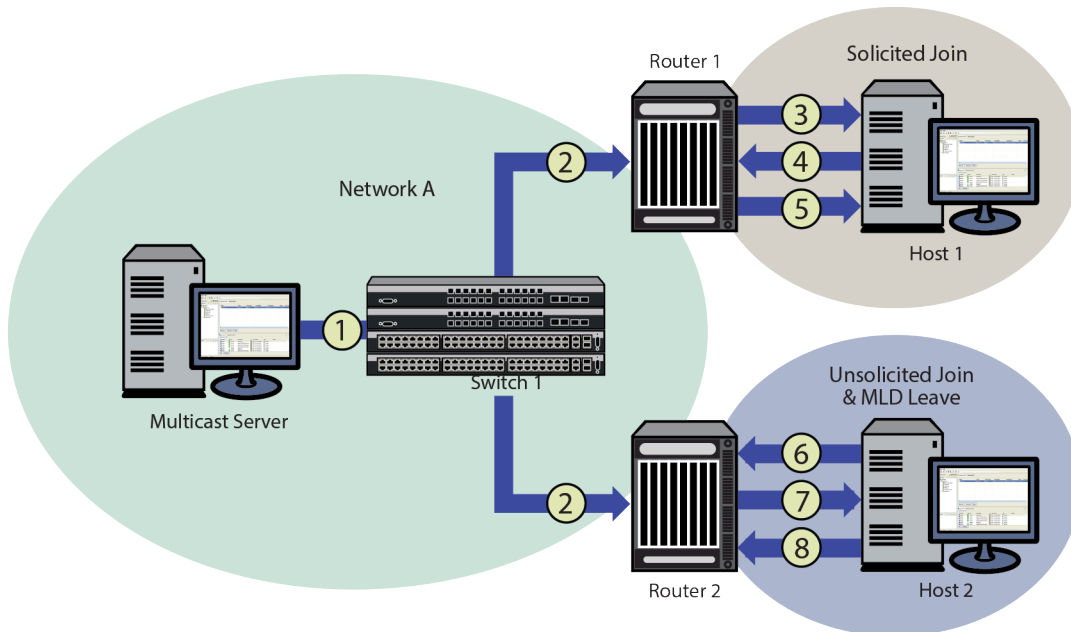 Router 1
Solicited Join
3
2
4
Network A
5
Host 1
1
Switch 1
Unsolicited Join
& MLD Leave
Multicast Server
6
2
7
8
Router 2
Host 2